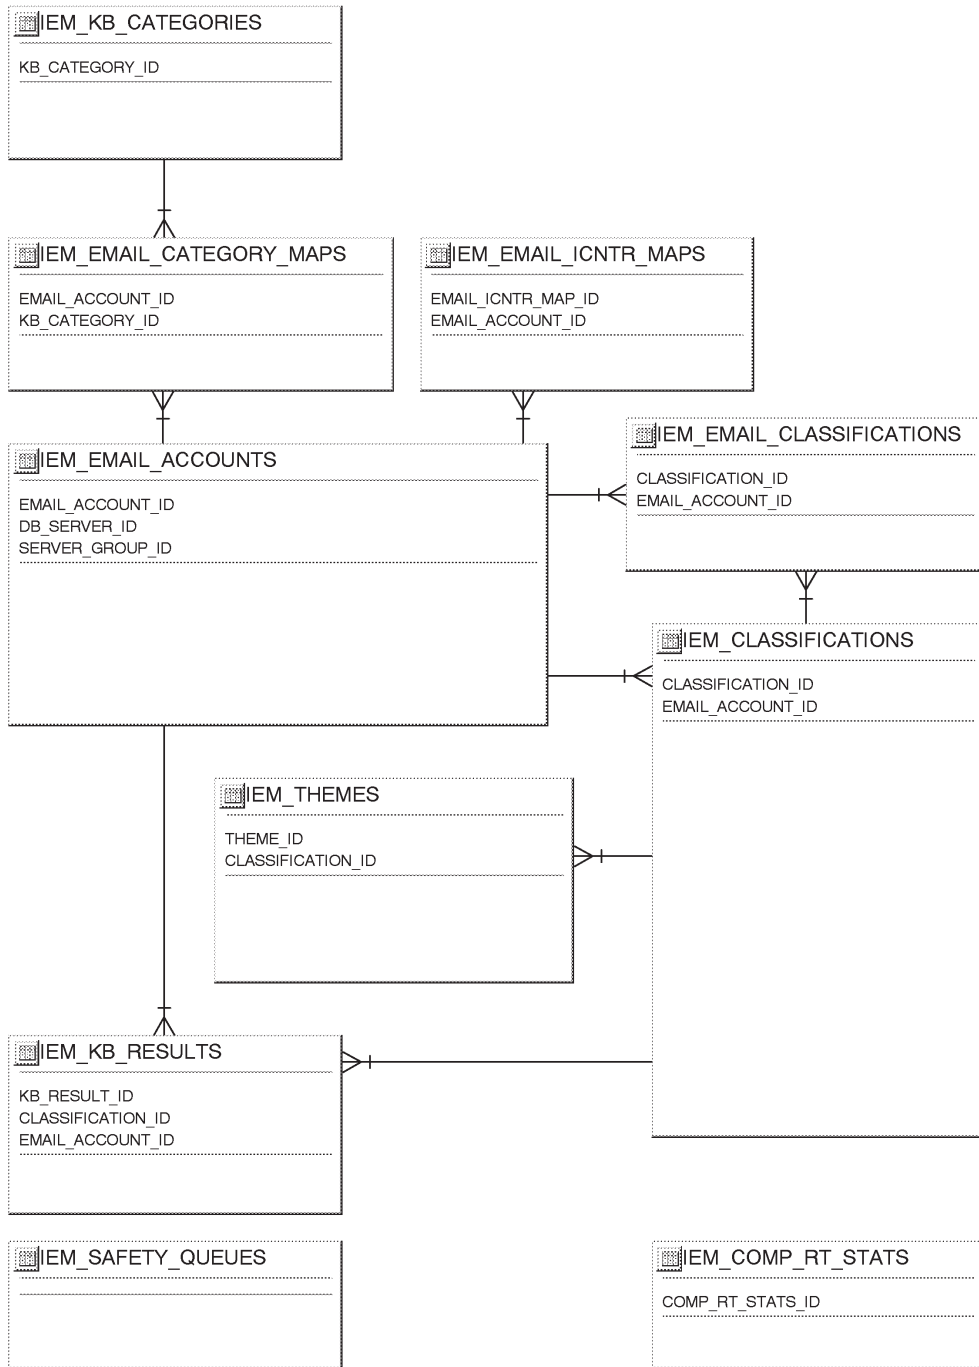 IEM_KB_CATEGORIES
KB_CATEGORY_ID
IEM_EMAIL_CATEGORY_MAPS
EMAIL_ACCOUNT_ID
KB_CATEGORY_ID
IEM_EMAIL_ICNTR_MAPS
EMAIL_ICNTR_MAP_ID
EMAIL_ACCOUNT_ID
IEM_EMAIL_ACCOUNTS
EMAIL_ACCOUNT_ID
DB_SERVER_ID
SERVER_GROUP_ID
IEM_EMAIL_CLASSIFICATIONS
CLASSIFICATION_ID
EMAIL_ACCOUNT_ID
IEM_CLASSIFICATIONS
CLASSIFICATION_ID
EMAIL_ACCOUNT_ID
IEM_THEMES
THEME_ID
CLASSIFICATION_ID
IEM_KB_RESULTS
KB_RESULT_ID
CLASSIFICATION_ID
EMAIL_ACCOUNT_ID
IEM_SAFETY_QUEUES
IEM_COMP_RT_STATS
COMP_RT_STATS_ID